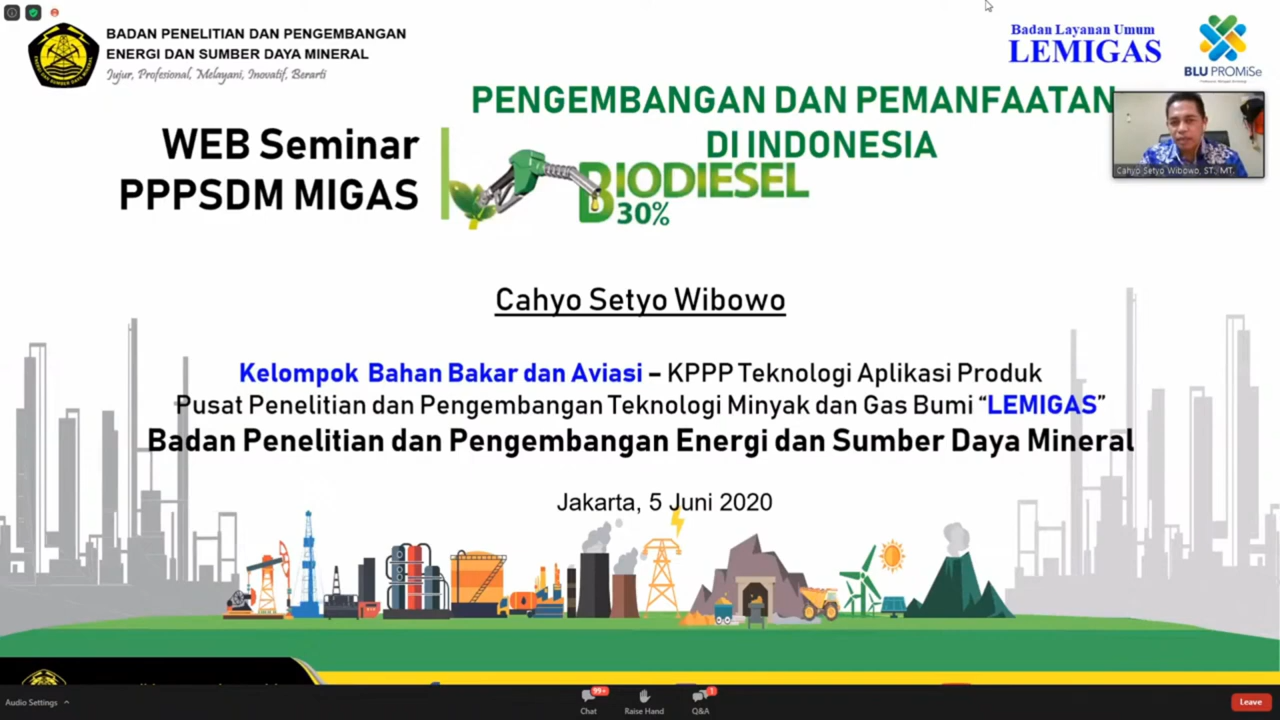 BADAN PENELITIAN DAN PENGEMBANGAN
ENERGI DAN SUMBER DAYA MINERAL
Jujur, Profesional, Melayani, Inovatif, Berarti
Badan Layanan Umum
LEMIGAS
BLU PROMiSe
WEB Seminar
PPPSDM MIGAS
PENGEMBANGAN DAN PEMANFAATAN
DI INDONESIA
BIODIESEL
30%
Cahyo Setyo Wibowo, ST., MT.
Cahyo Setyo Wibowo
Kelompok Bahan Bakar dan Aviasi – KPPP Teknologi Aplikasi Produk
Pusat Penelitian dan Pengembangan Teknologi Minyak dan Gas Bumi “LEMIGAS”
Badan Penelitian dan Pengembangan Energi dan Sumber Daya Mineral
Jakarta, 5 Juni 2020
Audio Settings
99+
Chat
Raise Hand
1
Q&A
Leave